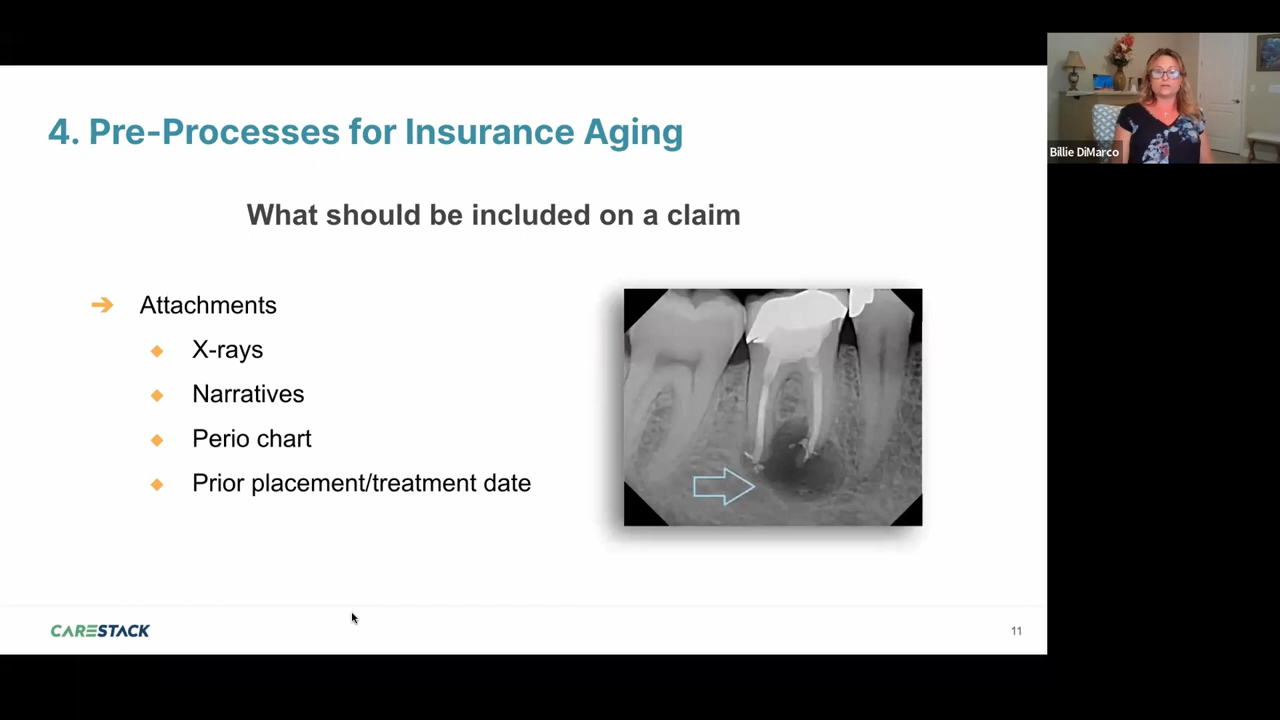 4. Pre-Processes for Insurance Aging
What should be included on a claim
➔ Attachments
◆ X-rays
◆ Narratives
◆ Perio chart
◆ Prior placement/treatment date
CARESTACK
11
Billie DiMarco